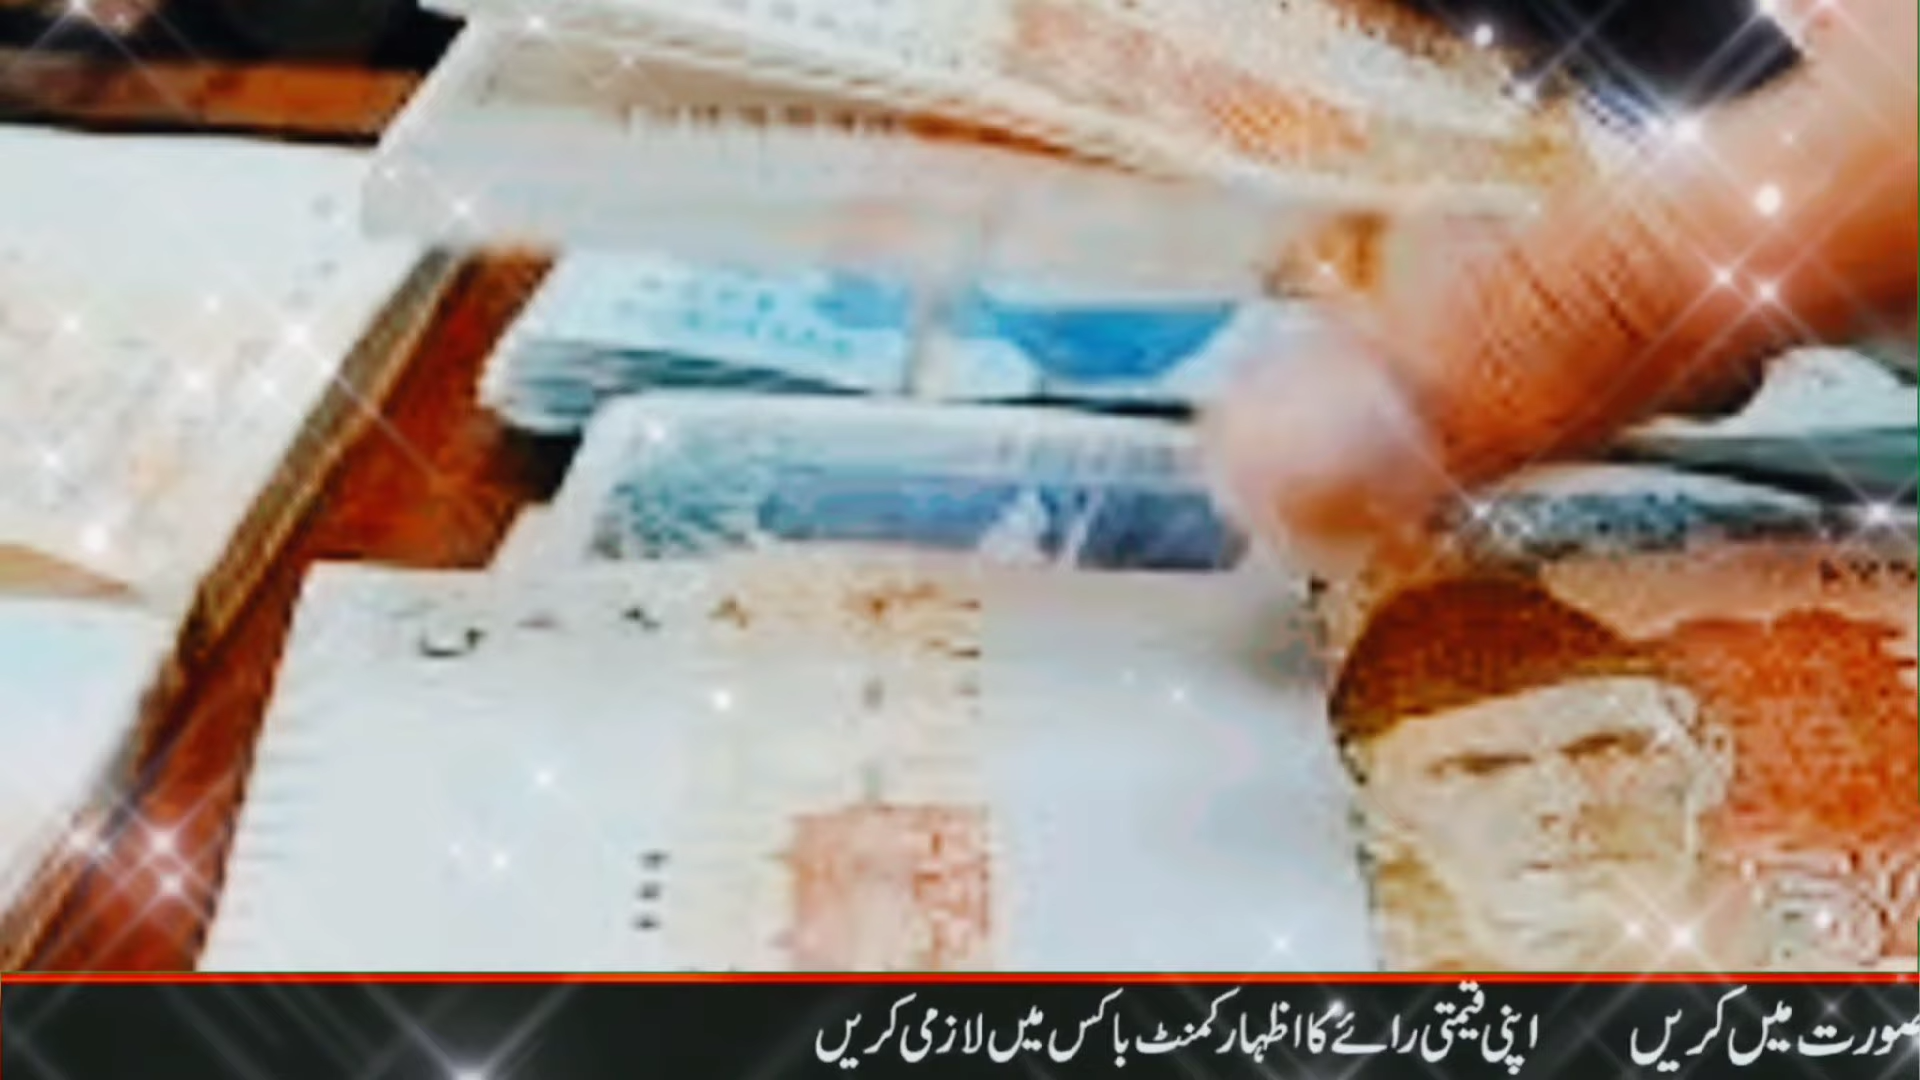 صورت میں کریں اپنی قیمتی رائے کا اظہار کمنٹ باکس میں لازمی کریں